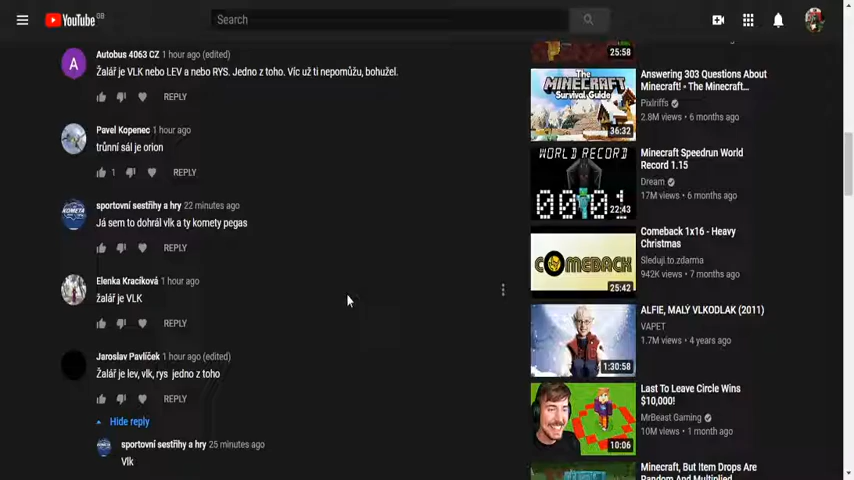 YouTube GB
Search
Autobus 4063 CZ 1 hour ago (edited)
Žalář je VLK nebo LEV a nebo RYS. Jedno z toho. Víc už ti nepomůžu, bohužel.
REPLY
Pavel Kopenec 1 hour ago
trůnní sál je orion
1 REPLY
sportovní sestřihy a hry 22 minutes ago
Já sem to dohrál vlk a ty komety pegas
REPLY
Elenka Kracíková 1 hour ago
žalář je VLK
REPLY
Jaroslav Pavlíček 1 hour ago (edited)
Žalář je lev, vlk, rys jedno z toho
REPLY
Hide reply
sportovní sestřihy a hry 25 minutes ago
Vlk
25:58
The
MINECRAFT
Survival Guide
36:32
Answering 303 Questions About
Minecraft! - The Minecraft...
Pixlriffs
2.8M views • 6 months ago
WORLD RECORD
22:43
Minecraft Speedrun World
Record 1.15
Dream
17M views • 6 months ago
COMEBACK
25:42
Comeback 1x16 - Heavy
Christmas
Sleduji.to.zdarma
942K views • 7 months ago
1:30:58
ALFIE, MALÝ VLKODLAK (2011)
VAPET
1.7M views • 4 years ago
10:06
Last To Leave Circle Wins
$10,000!
MrBeast Gaming
10M views • 1 month ago
Minecraft, But Item Drops Are
Random And Multiplied